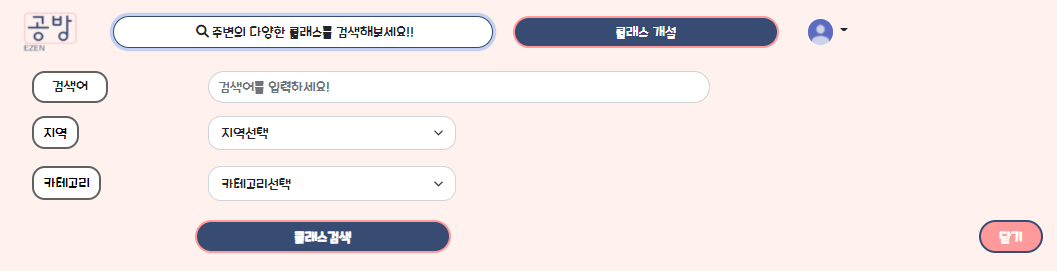 공방
EZEN
주변의 다양한 클래스를 검색해보세요!!
클래스 개설
검색어
검색어를 입력하세요!
지역
지역선택
카테고리
카테고리선택
클래스검색
닫기